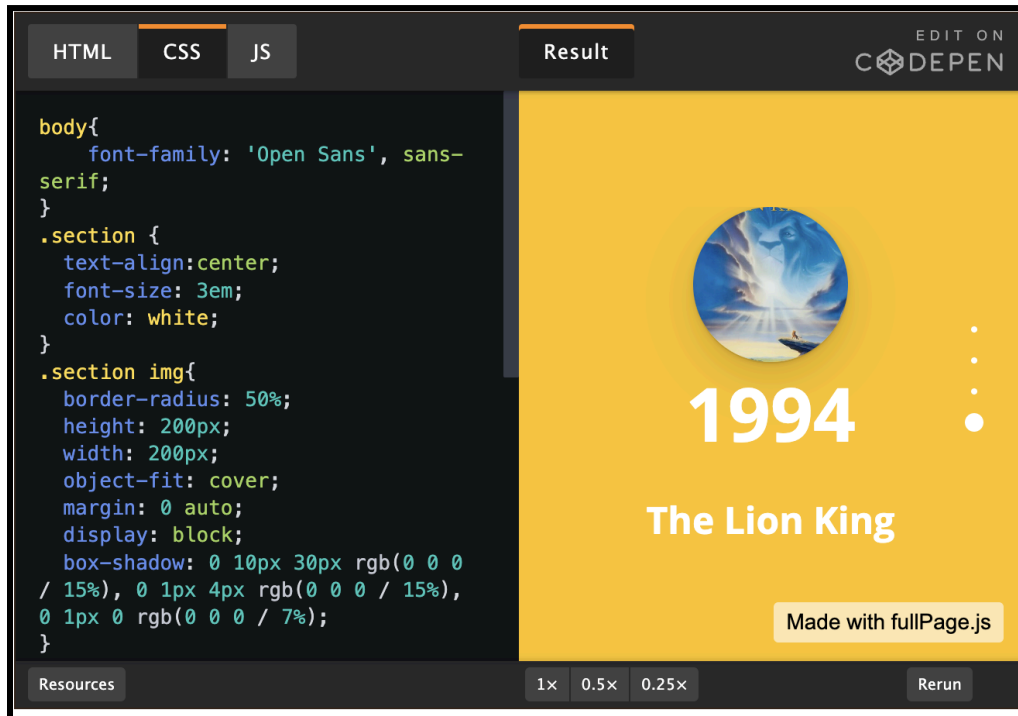 HTML CSS JS
Result
EDIT ON
CODEPEN
body{
font-family: 'Open Sans', sans-
serif;
}
.section {
text-align:center;
font-size: 3em;
color: white;
}
.section img{
border-radius: 50%;
height: 200px;
width: 200px;
object-fit: cover;
margin: 0 auto;
display: block;
box-shadow: 0 10px 30px rgb(0 0 0
/ 15%), 0 1px 4px rgb(0 0 0 / 15%),
0 1px 0 rgb(0 0 0 / 7%);
}
1994
The Lion King
Made with fullPage.js
Resources
1× 0.5× 0.25×
Rerun